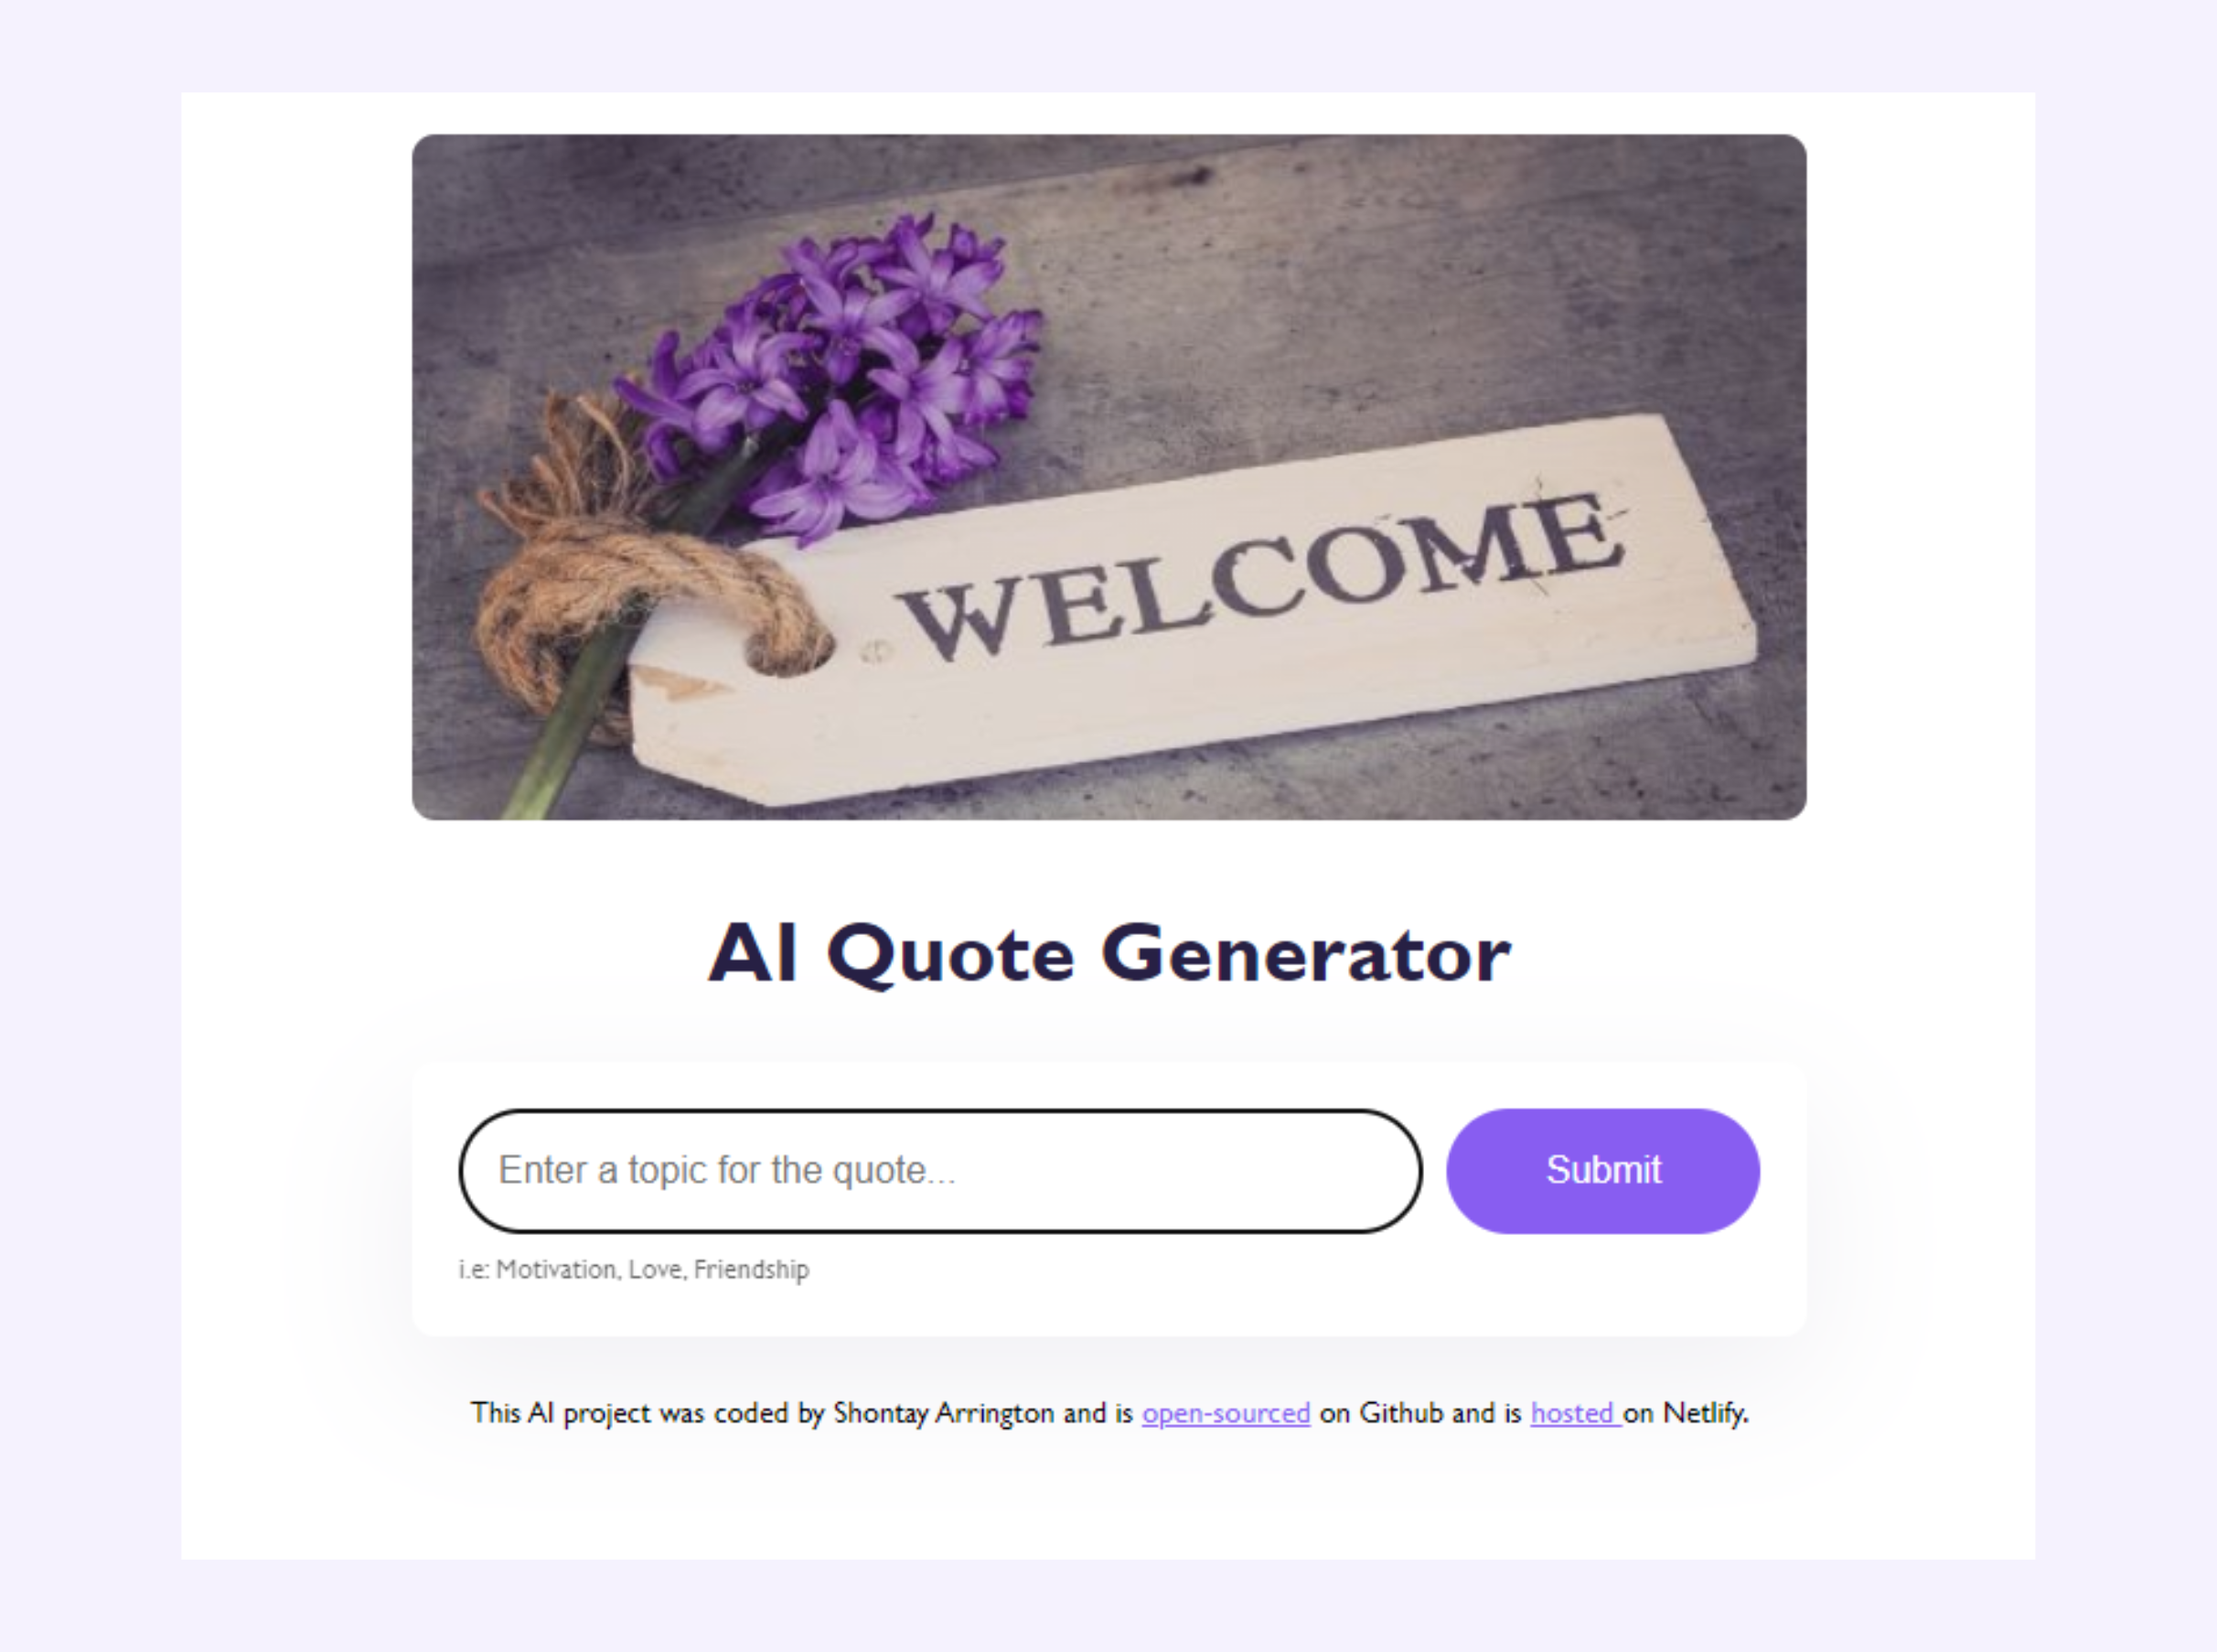 WELCOME
AI Quote Generator
Enter a topic for the quote...
Submit
i.e: Motivation, Love, Friendship
This AI project was coded by Shontay Arrington and is open-sourced on Github and is hosted on Netlify.